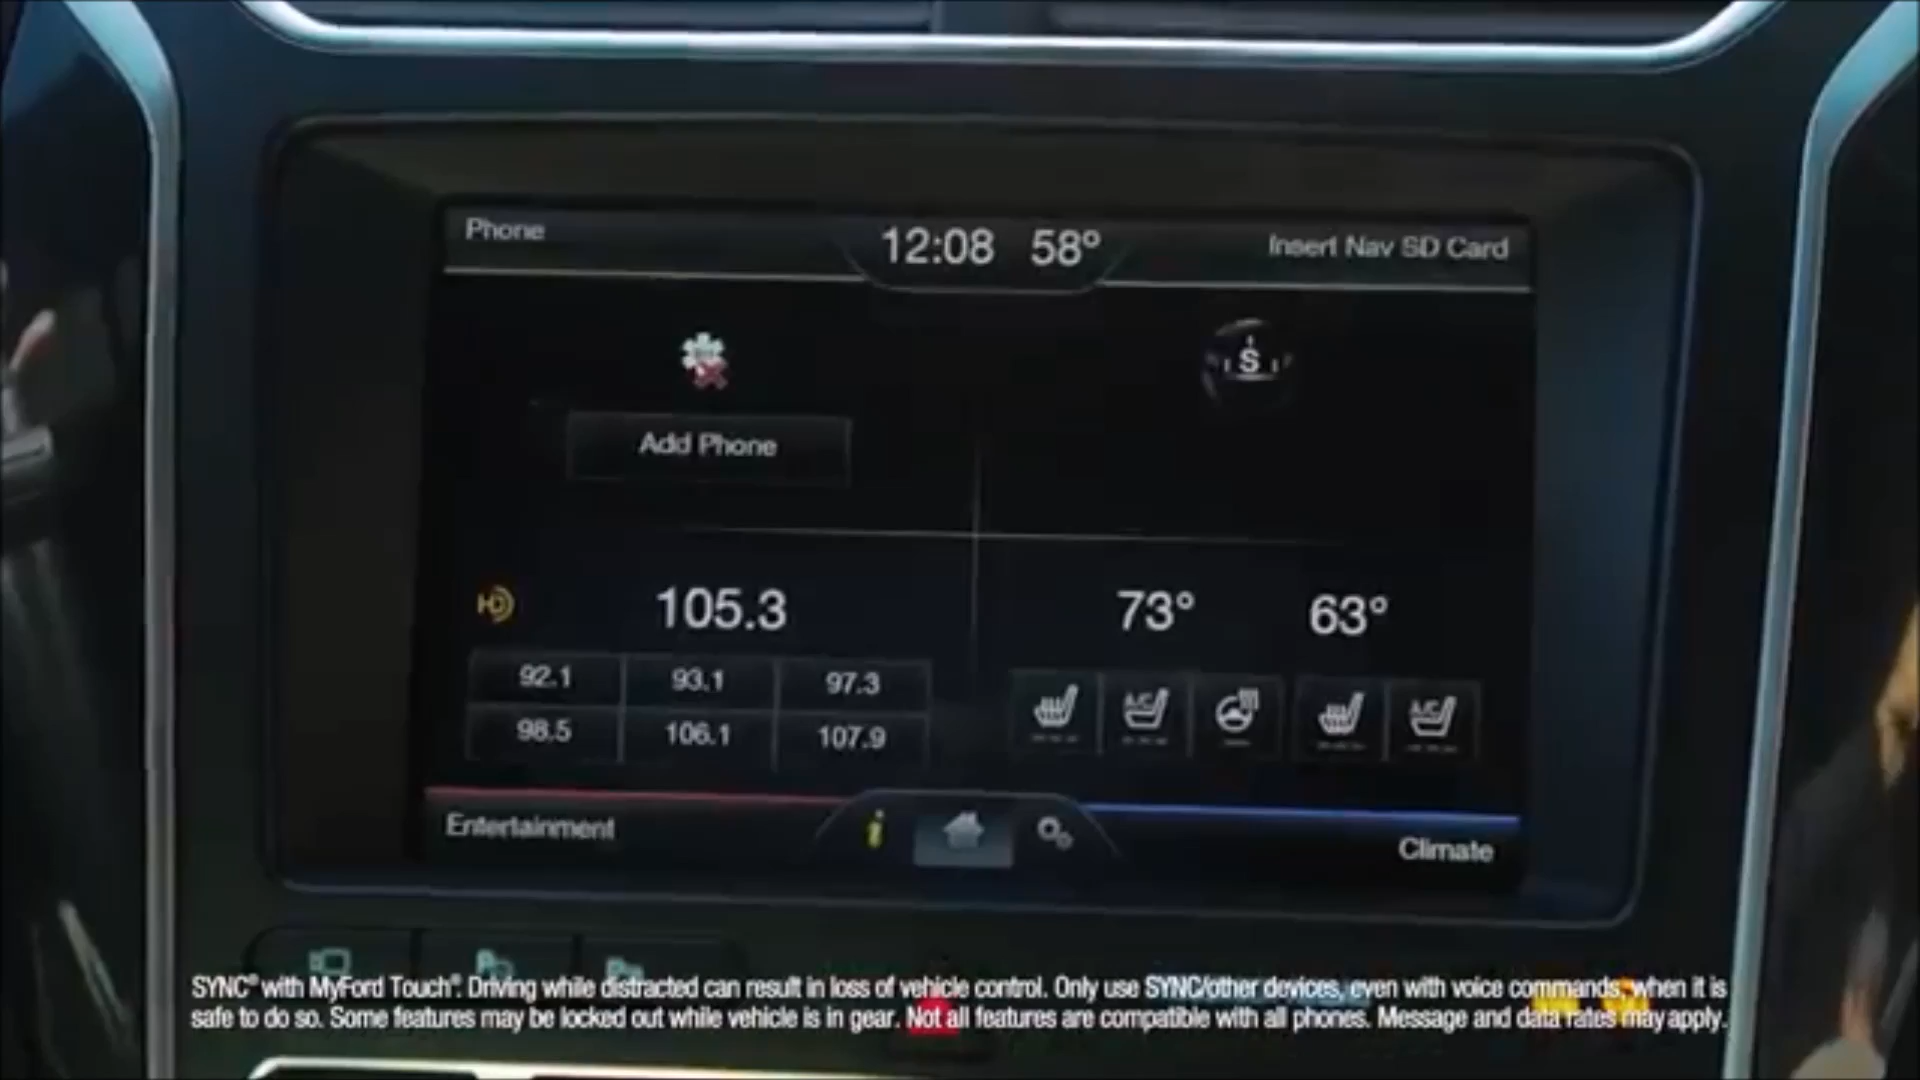 Phone
12:08 58°
Insert Nav SD Card
S
Add Phone
HD 105.3
73° 63°
92.1 93.1 97.3
98.5 106.1 107.9
A/C A/C
Entertainment
i
Climate
SYNC® with MyFord Touch®. Driving while distracted can result in loss of vehicle control. Only use SYNC/other devices, even with voice commands, when it is
safe to do so. Some features may be locked out while vehicle is in gear. Not all features are compatible with all phones. Message and data rates may apply.